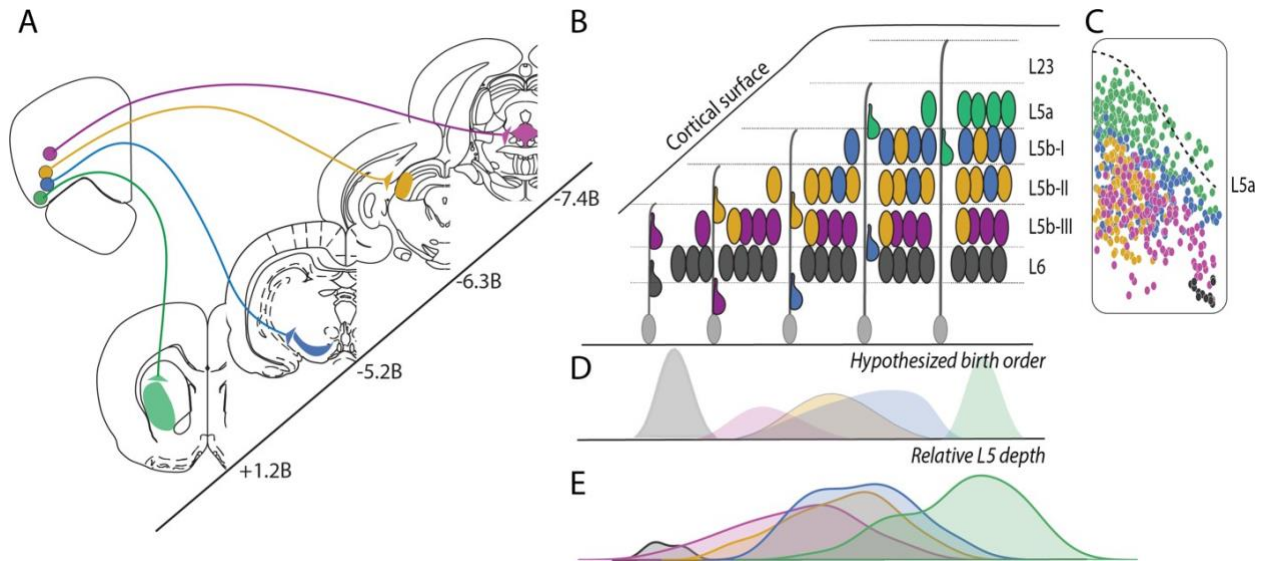 A
B
C
Cortical surface
L23
L5a
L5b-I
L5b-II
L5b-III
L6
L5a
-7.4B
-6.3B
-5.2B
+1.2B
Hypothesized birth order
D
Relative L5 depth
E